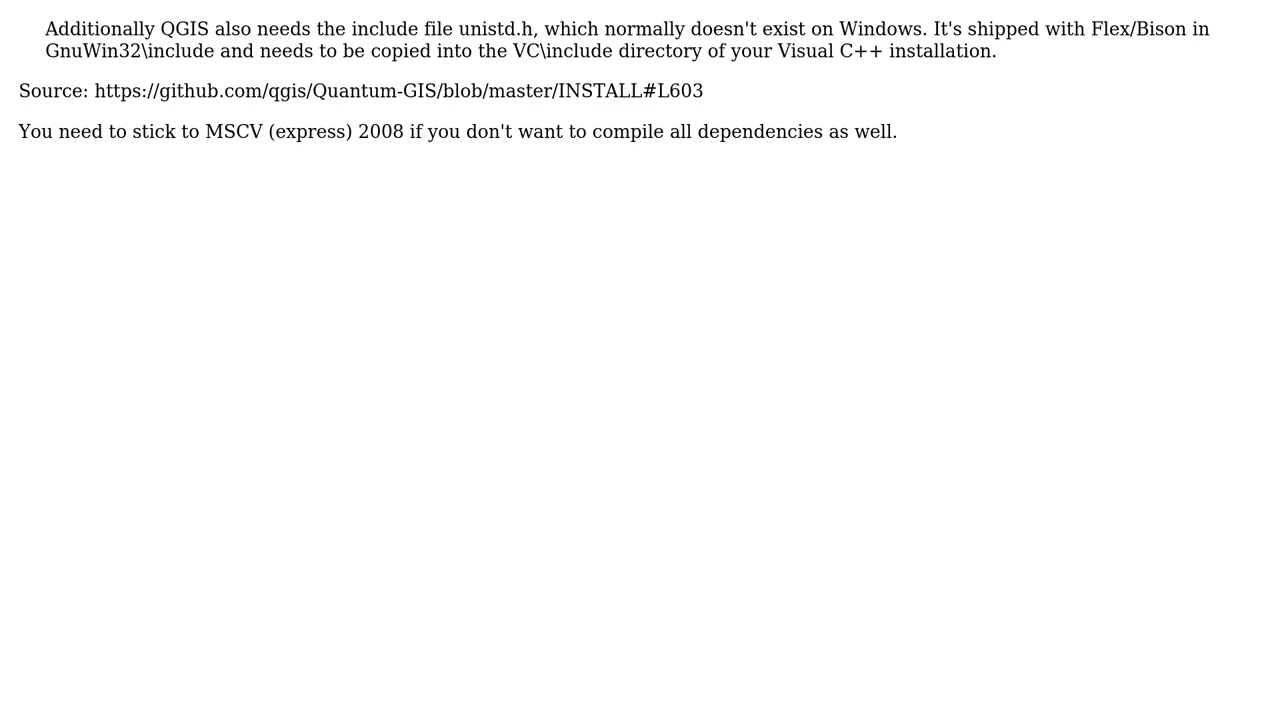 Additionally QGIS also needs the include file unistd.h, which normally doesn't exist on Windows. It's shipped with Flex/Bison in
GnuWin32\include and needs to be copied into the VC\include directory of your Visual C++ installation.
Source: https://github.com/qgis/Quantum-GIS/blob/master/INSTALL#L603
You need to stick to MSCV (express) 2008 if you don't want to compile all dependencies as well.